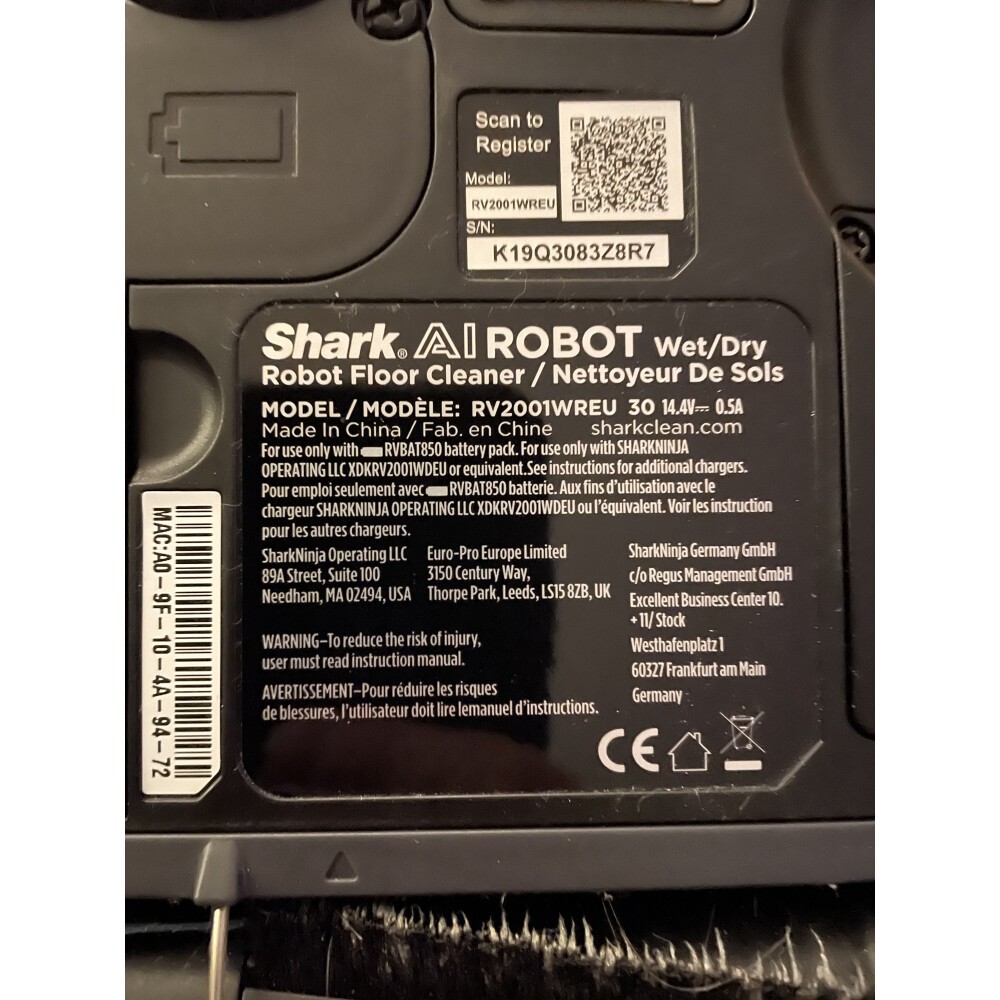 Scan to
Register
Model:
RV2001WREU
S/N:
K19Q3083Z8R7
Shark® AI ROBOT Wet/Dry
Robot Floor Cleaner / Nettoyeur De Sols
MODEL / MODÈLE: RV2001WREU 30 14.4V⎓ 0.5A
Made In China / Fab. en Chine sharkclean.com
For use only with RVBAT850 battery pack. For use only with SHARKNINJA
OPERATING LLC XDKRV2001WDEU or equivalent.See instructions for additional chargers.
Pour emploi seulement avec RVBAT850 batterie. Aux fins d'utilisation avec le
chargeur SHARKNINJA OPERATING LLC XDKRV2001WDEU ou l'équivalent. Voir les instruction
pour les autres chargeurs.
SharkNinja Operating LLC
89A Street, Suite 100
Needham, MA 02494, USA
Euro-Pro Europe Limited
3150 Century Way,
Thorpe Park, Leeds, LS15 8ZB, UK
SharkNinja Germany GmbH
c/o Regus Management GmbH
Excellent Business Center 10.
+11/ Stock
Westhafenplatz 1
60327 Frankfurt am Main
Germany
WARNING–To reduce the risk of injury,
user must read instruction manual.
AVERTISSEMENT–Pour réduire les risques
de blessures, l'utilisateur doit lire lemanuel d'instructions.
CE
MAC:A0-9F-10-4A-94-72